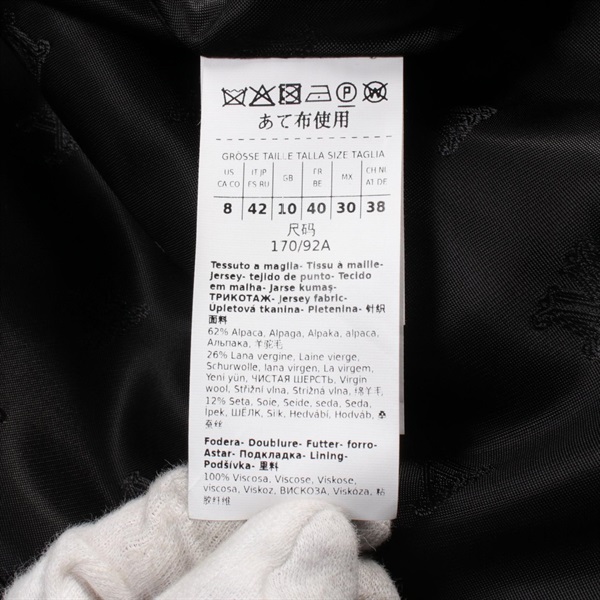 P W
あて布使用
GRÖSSE TAILLE TALLA SIZE TAGLIA
US CA CO IT JP ES RU GB FR BE MX CH NL A1 DE
8 42 10 40 30 38
尺码
170/92A
Tessuto a maglia- Tissu à maille-
Jersey- tejido de punto- Tecido
em malha- Jarse kumaş-
ТРИКОТАЖ- Jersey fabric-
Úpletová tkanina- Pletenina- 针织
面料
62% Alpaca, Alpaga, Alpaka, alpaca,
Альпака, 羊驼毛
26% Lana vergine, Laine vierge,
Schurwolle, lana virgen, La virgem,
Yeni yün, ЧИСТАЯ ШЕРСТЬ, Virgin
wool, Střižní vlna, Strižná vlna, 绵羊毛
12% Seta, Soie, Seide, seda, Seda,
İpek, ШЁЛК, Silk, Hedvábí, Hodváb, 桑
蚕丝
Fodera- Doublure- Futter- forro-
Astar- Подкладка- Lining-
Podšívka- 里料
100% Viscosa, Viscose, Viskose,
viscosa, Viskoz, ВИСКОЗА, Viskóza, 粘
胶纤维